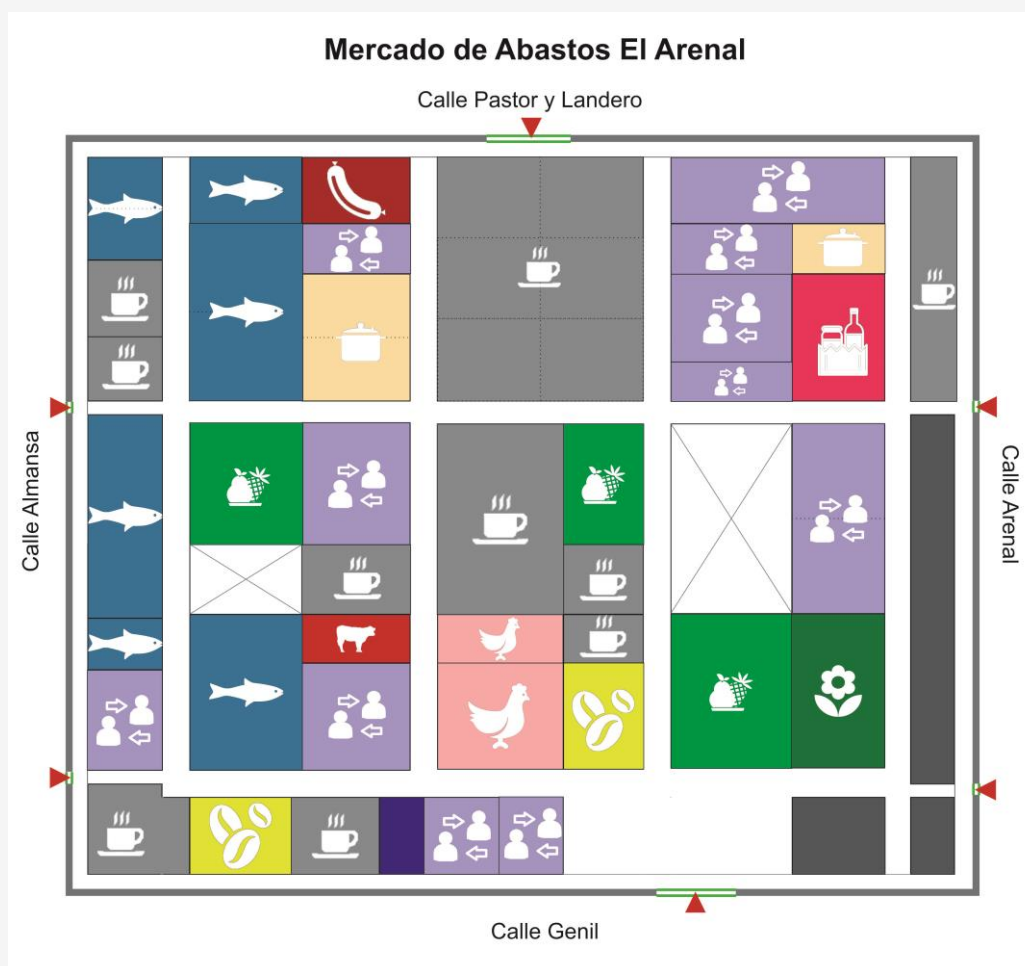 Mercado de Abastos El Arenal
Calle Pastor y Landero
Calle Almansa
Calle Arenal
Calle Genil